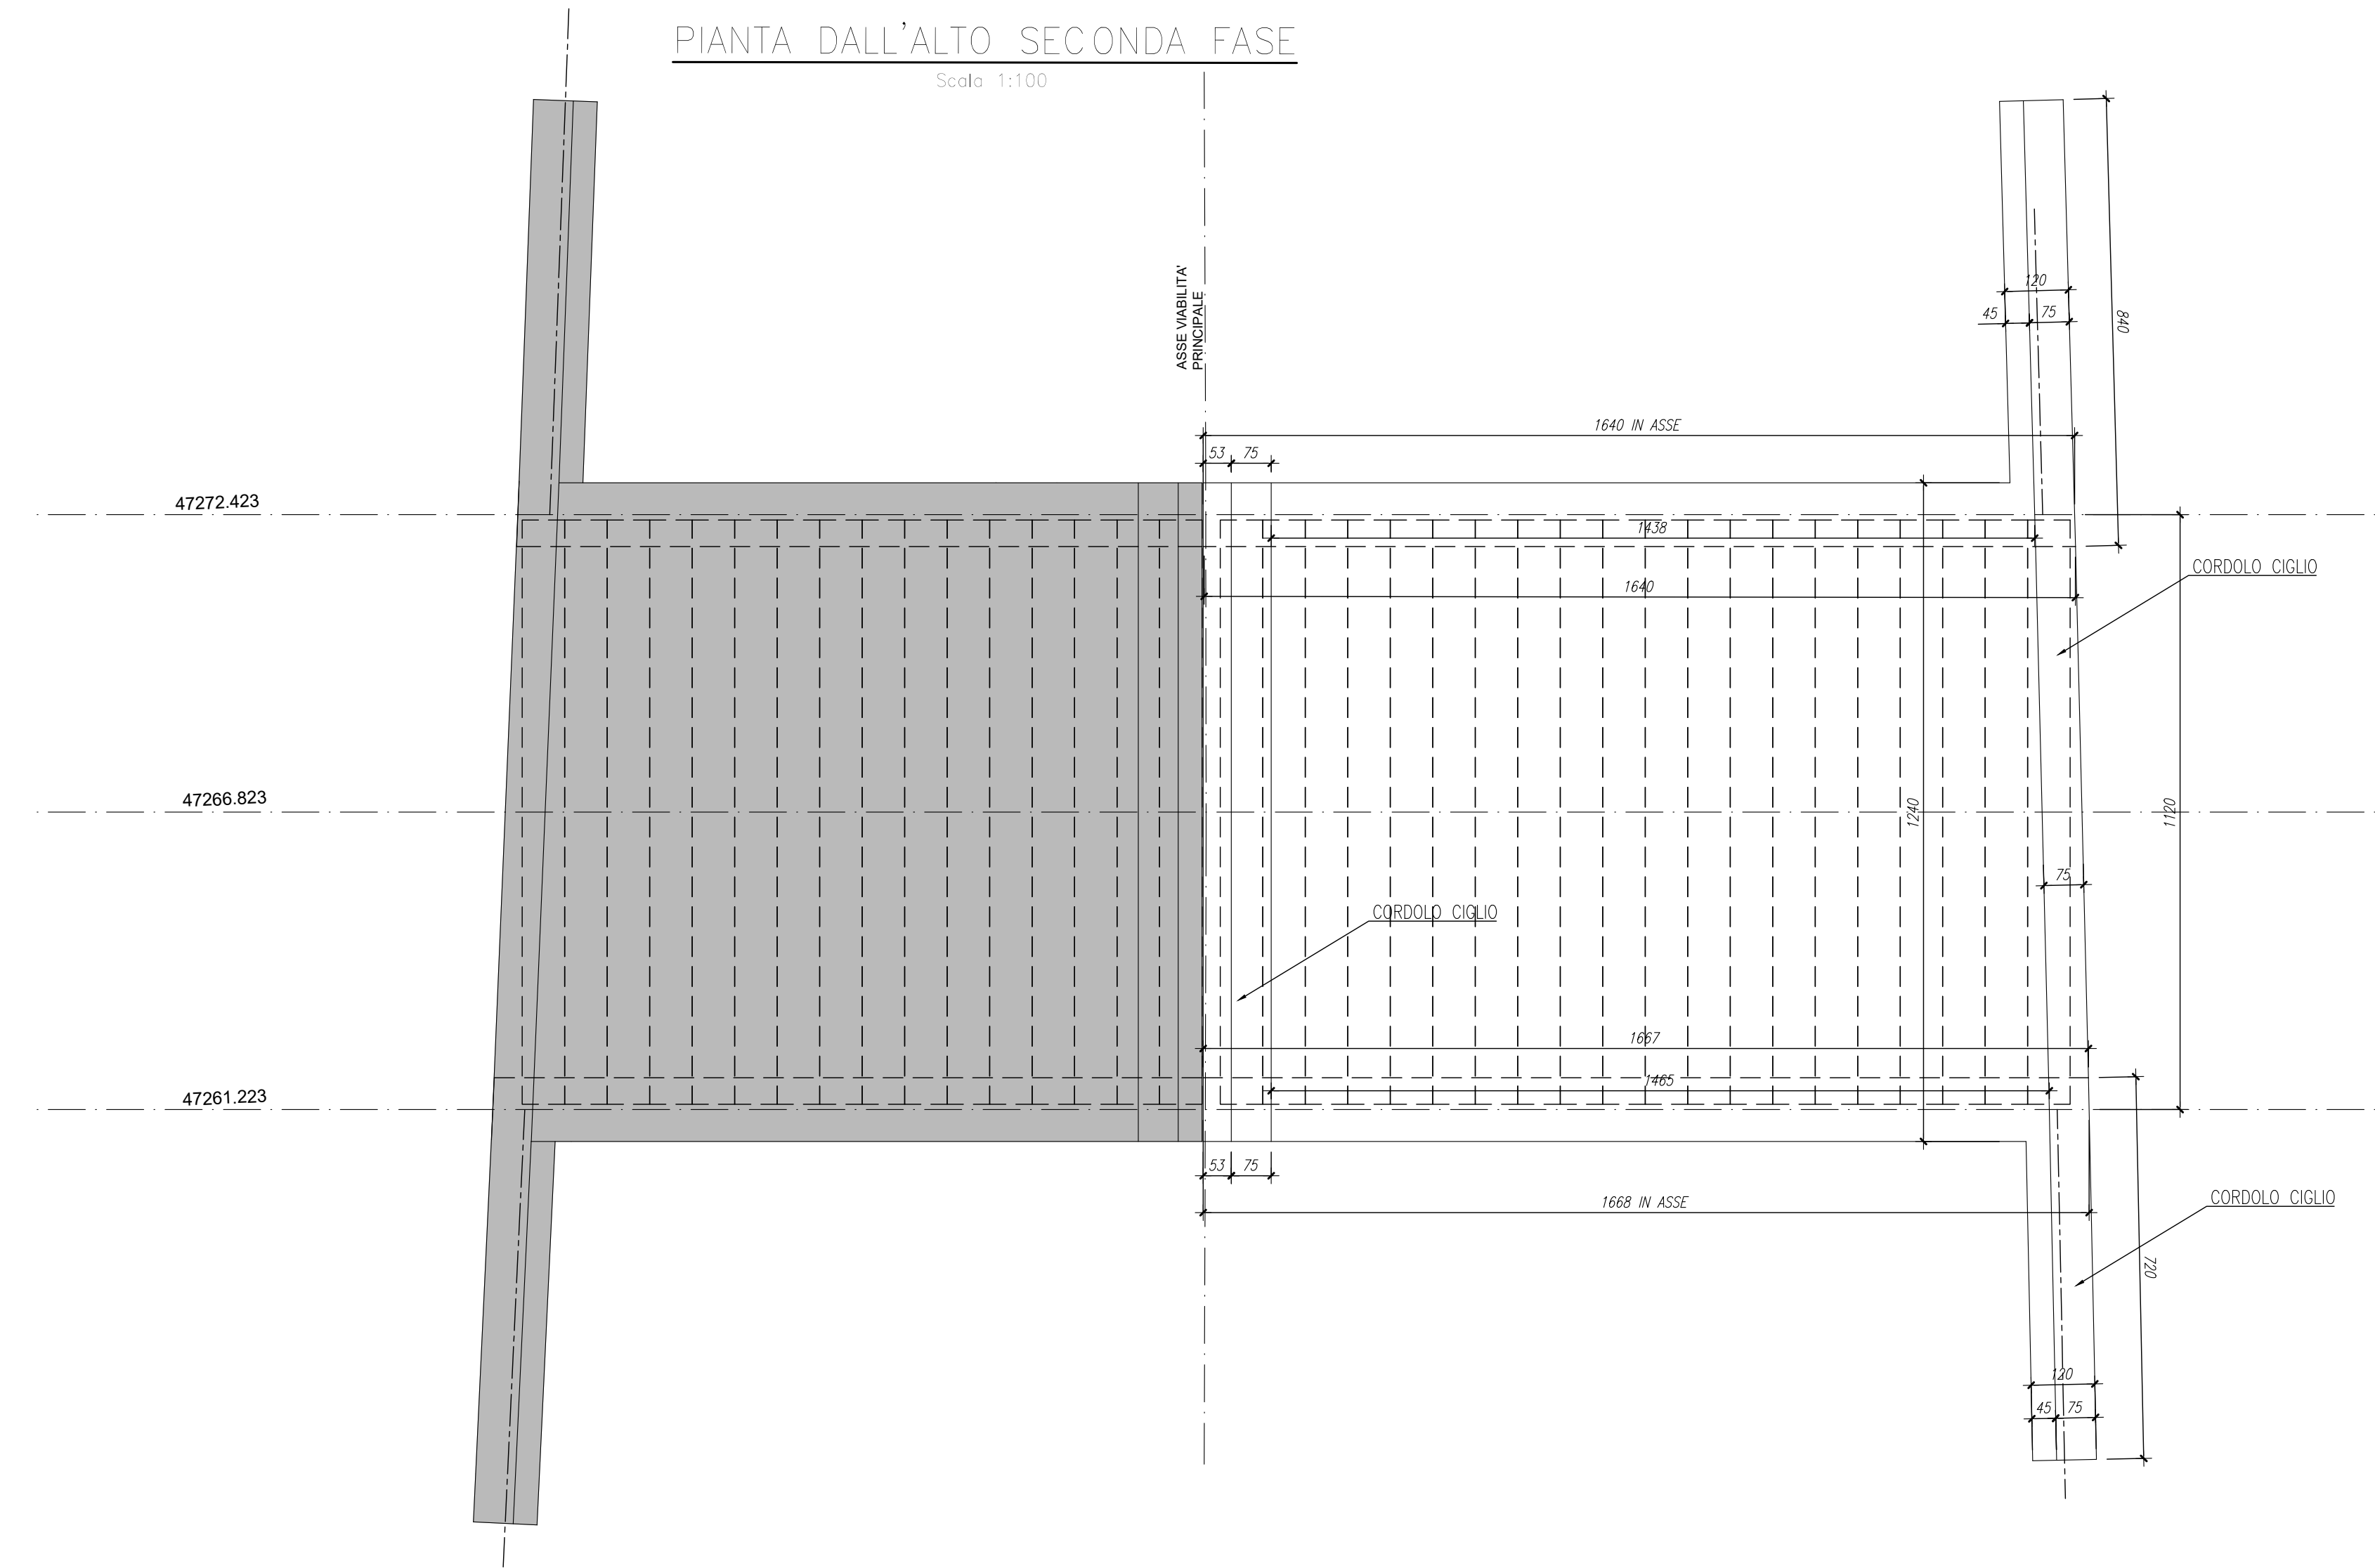 PIANTA DALL'ALTO SECONDA FASE
Scala 1:100
ASSE VIABILITA'
PRINCIPALE
120
45
75
840
1640 IN ASSE
53
75
47272.423
1438
CORDOLO CIGLIO
1640
47266.823
1240
1120
75
CORDOLO CIGLIO
1667
1465
47261.223
53
75
1668 IN ASSE
CORDOLO CIGLIO
720
120
45
75